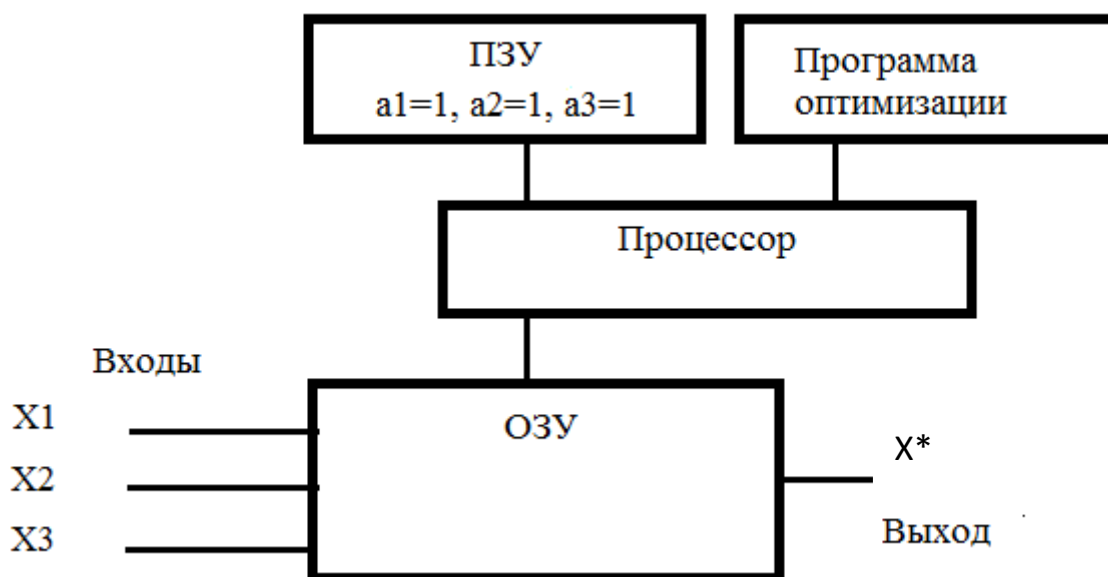 ПЗУ
a1=1, a2=1, a3=1
Программа
оптимизации
Процессор
Входы
X1
X2
X3
ОЗУ
X*
Выход